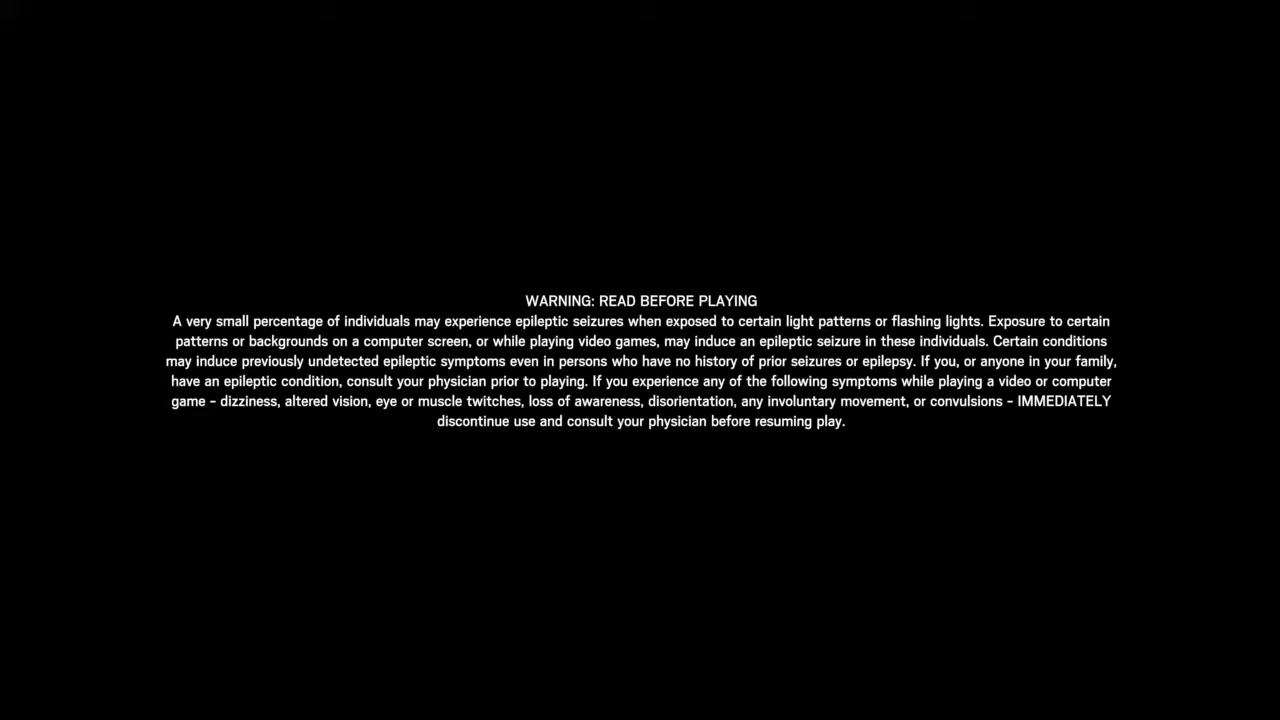 WARNING: READ BEFORE PLAYING
A very small percentage of individuals may experience epileptic seizures when exposed to certain light patterns or flashing lights. Exposure to certain
patterns or backgrounds on a computer screen, or while playing video games, may induce an epileptic seizure in these individuals. Certain conditions
may induce previously undetected epileptic symptoms even in persons who have no history of prior seizures or epilepsy. If you, or anyone in your family,
have an epileptic condition, consult your physician prior to playing. If you experience any of the following symptoms while playing a video or computer
game - dizziness, altered vision, eye or muscle twitches, loss of awareness, disorientation, any involuntary movement, or convulsions - IMMEDIATELY
discontinue use and consult your physician before resuming play.